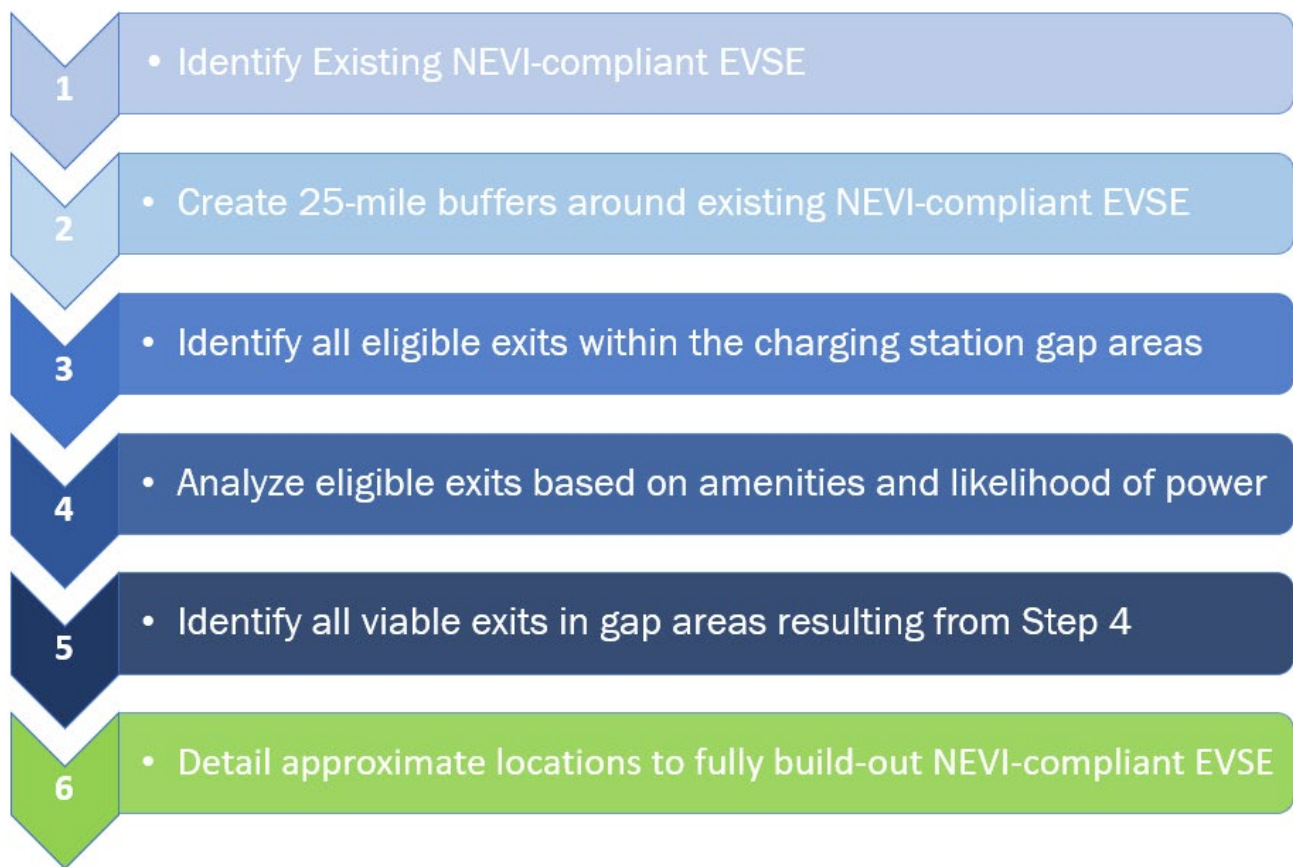 1
• Identify Existing NEVI-compliant EVSE
2
• Create 25-mile buffers around existing NEVI-compliant EVSE
3
• Identify all eligible exits within the charging station gap areas
4
• Analyze eligible exits based on amenities and likelihood of power
5
• Identify all viable exits in gap areas resulting from Step 4
6
• Detail approximate locations to fully build-out NEVI-compliant EVSE